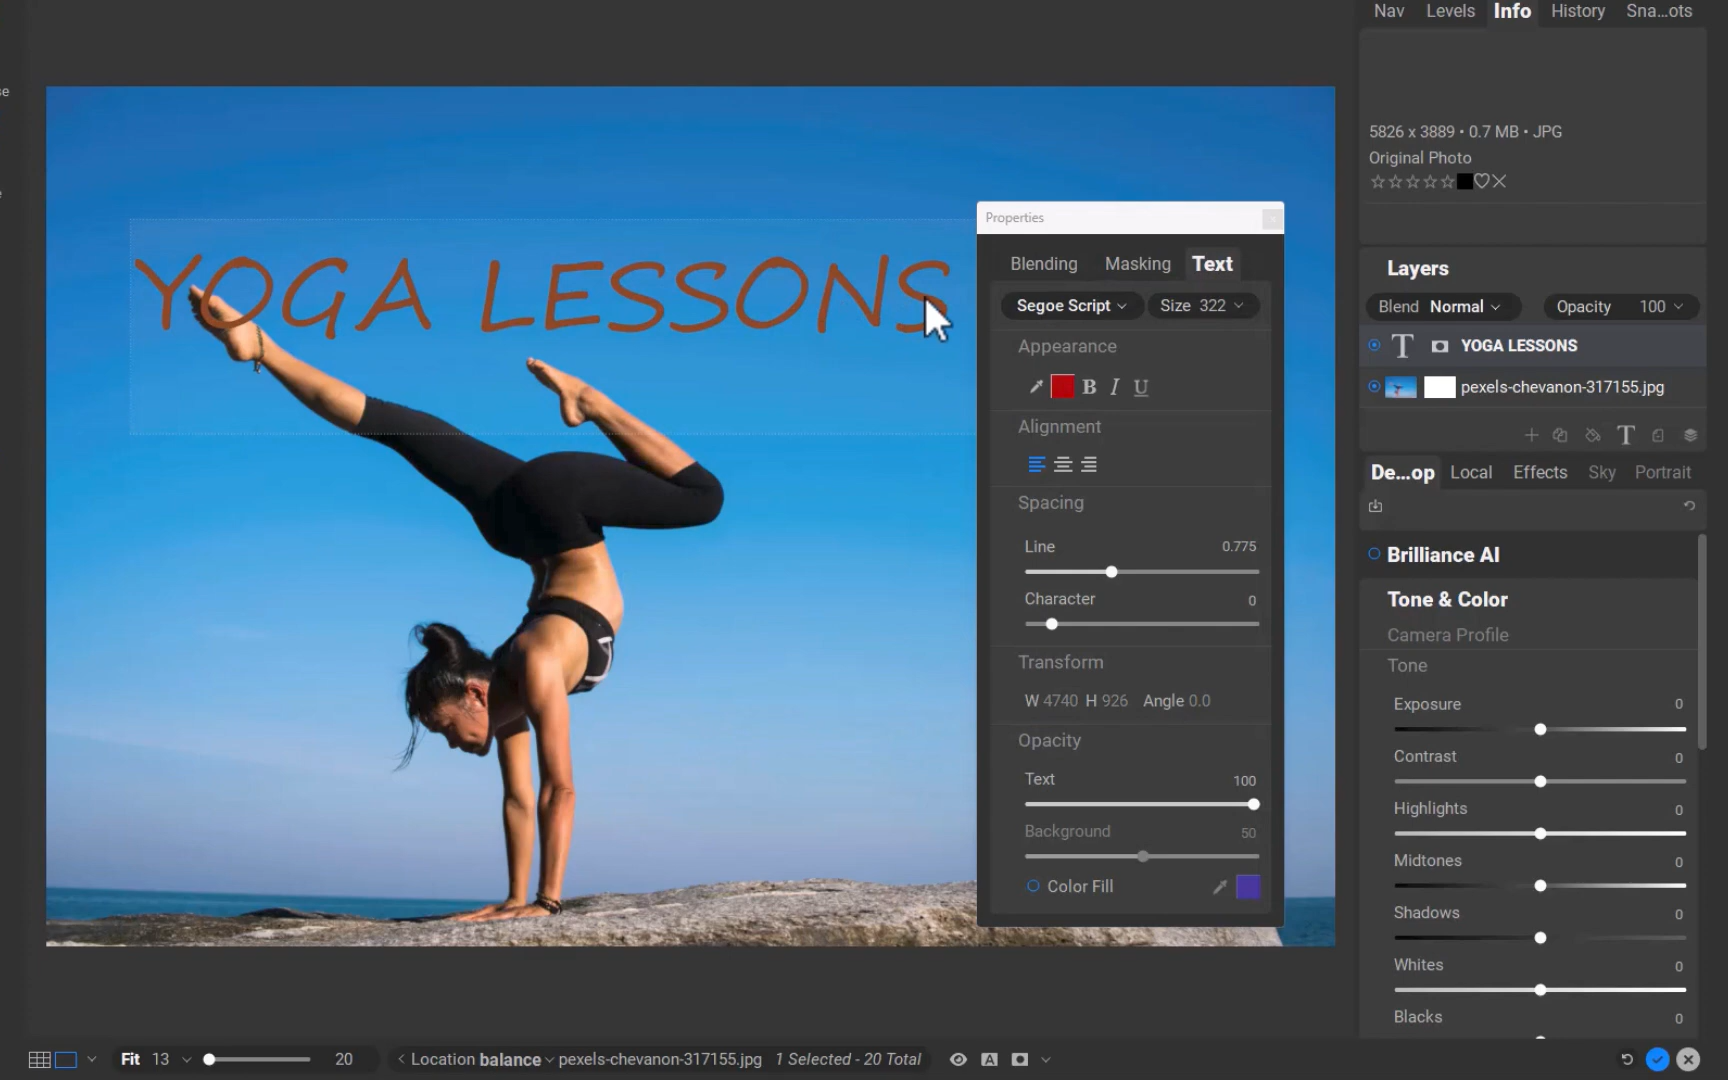 Nav Levels Info History Sna...ots
se
5826 x 3889 • 0.7 MB • JPG
Original Photo
Properties
YOGA LESSONS
Blending Masking Text
Segoe Script Size 322
Appearance
B I U
Alignment
Spacing
Line 0.775
Character 0
Transform
W 4740 H 926 Angle 0.0
Opacity
Text 100
Background 50
Color Fill
Layers
Blend Normal Opacity 100
T YOGA LESSONS
pexels-chevanon-317155.jpg
T
De...op Local Effects Sky Portrait
Brilliance AI
Tone & Color
Camera Profile
Tone
Exposure 0
Contrast 0
Highlights 0
Midtones 0
Shadows 0
Whites 0
Blacks 0
Fit 13 20 Location balance pexels-chevanon-317155.jpg 1 Selected - 20 Total A